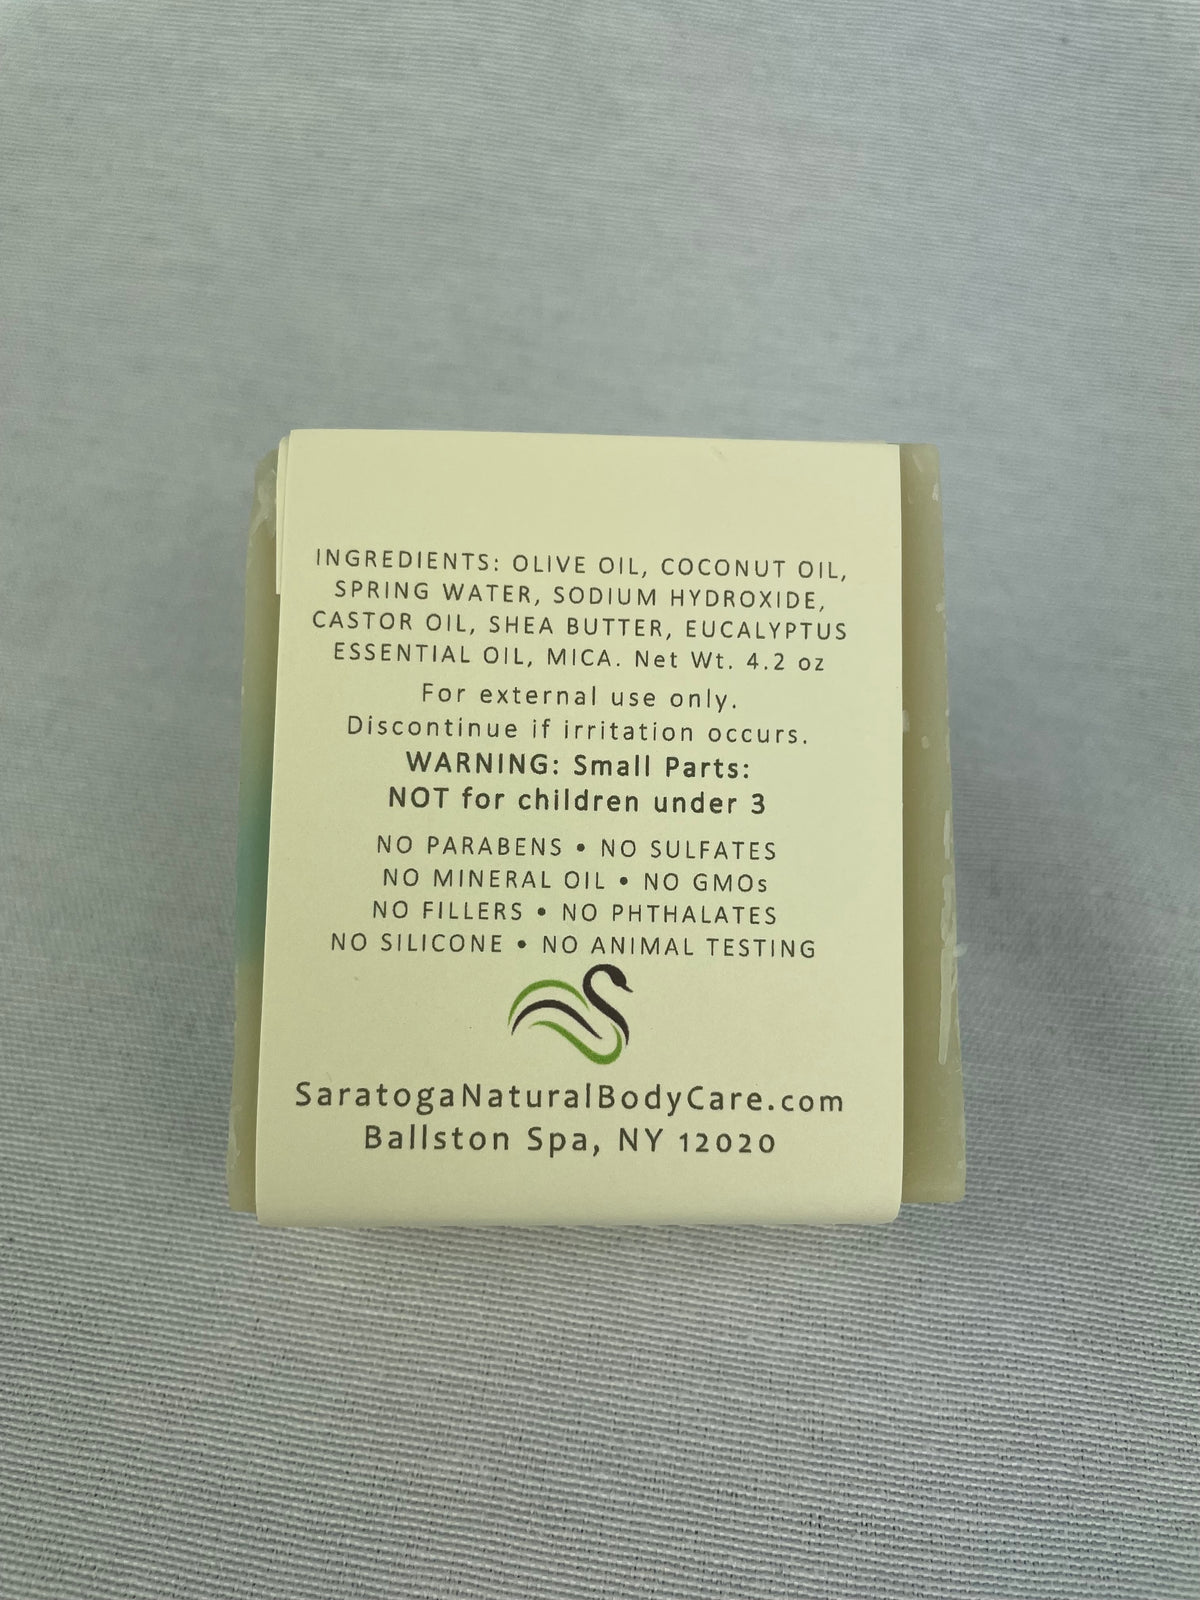 INGREDIENTS: OLIVE OIL, COCONUT OIL,
SPRING WATER, SODIUM HYDROXIDE,
CASTOR OIL, SHEA BUTTER, EUCALYPTUS
ESSENTIAL OIL, MICA. Net Wt. 4.2 oz
For external use only.
Discontinue if irritation occurs.
WARNING: Small Parts:
NOT for children under 3
NO PARABENS • NO SULFATES
NO MINERAL OIL • NO GMOs
NO FILLERS • NO PHTHALATES
NO SILICONE • NO ANIMAL TESTING
SaratogaNaturalBodyCare.com
Ballston Spa, NY 12020